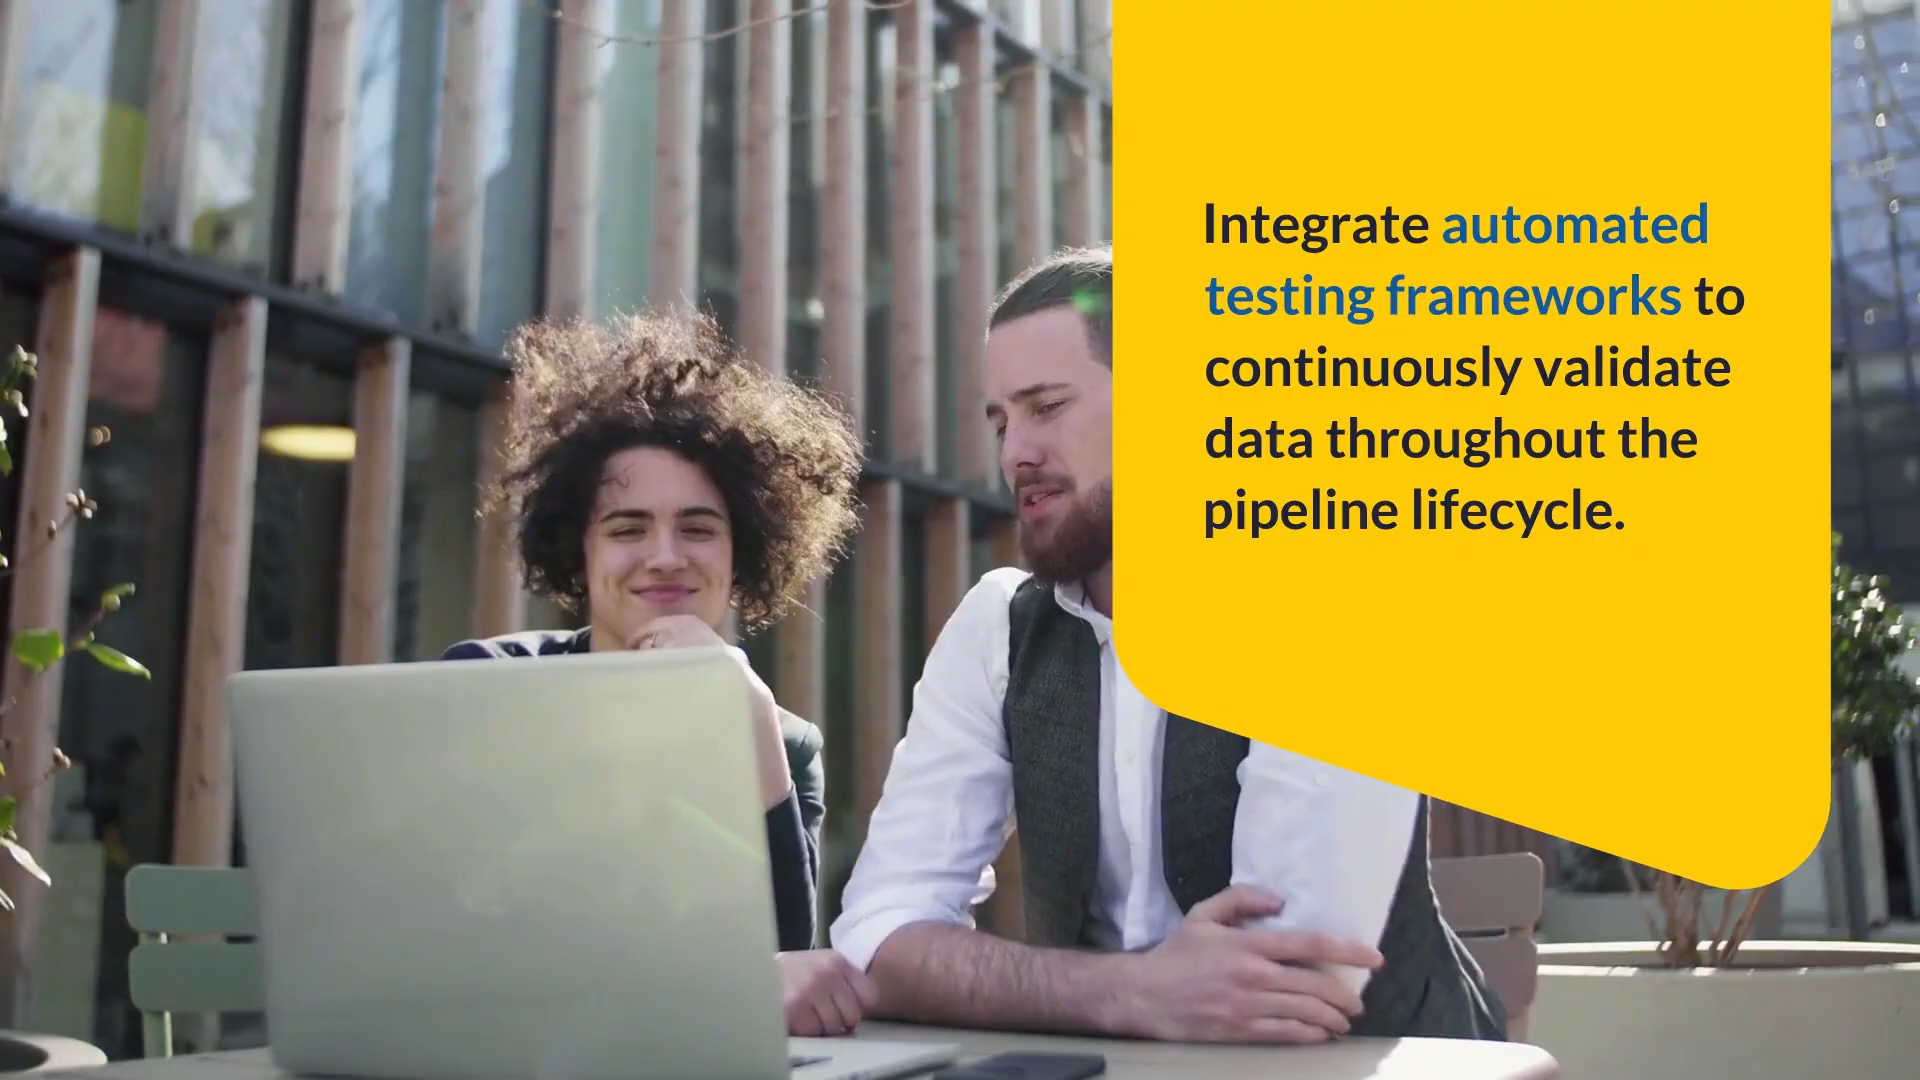 Integrate automated
testing frameworks to
continuously validate
data throughout the
pipeline lifecycle.